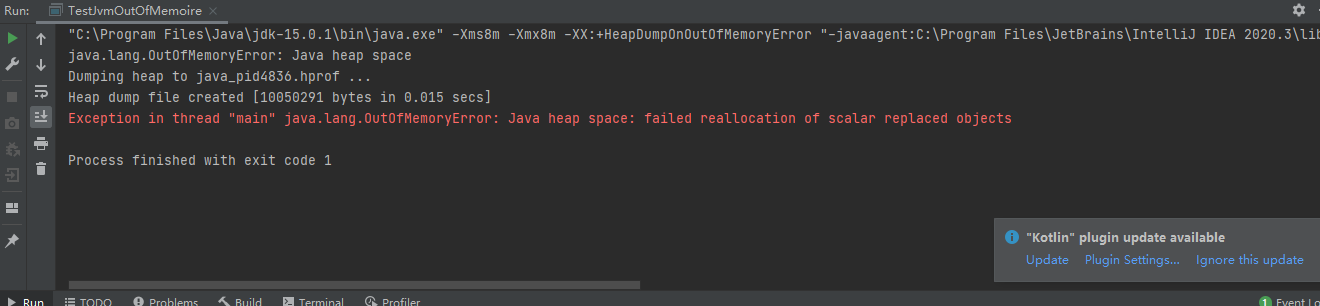 Run: TestJvmOutOfMemoire
"C:\Program Files\Java\jdk-15.0.1\bin\java.exe" -Xms8m -Xmx8m -XX:+HeapDumpOnOutOfMemoryError "-javaagent:C:\Program Files\JetBrains\IntelliJ IDEA 2020.3\lib
java.lang.OutOfMemoryError: Java heap space
Dumping heap to java_pid4836.hprof ...
Heap dump file created [10050291 bytes in 0.015 secs]
Exception in thread "main" java.lang.OutOfMemoryError: Java heap space: failed reallocation of scalar replaced objects
Process finished with exit code 1
"Kotlin" plugin update available
Update Plugin Settings... Ignore this update
Run TODO Problems Build Terminal Profiler 1 Event Lo